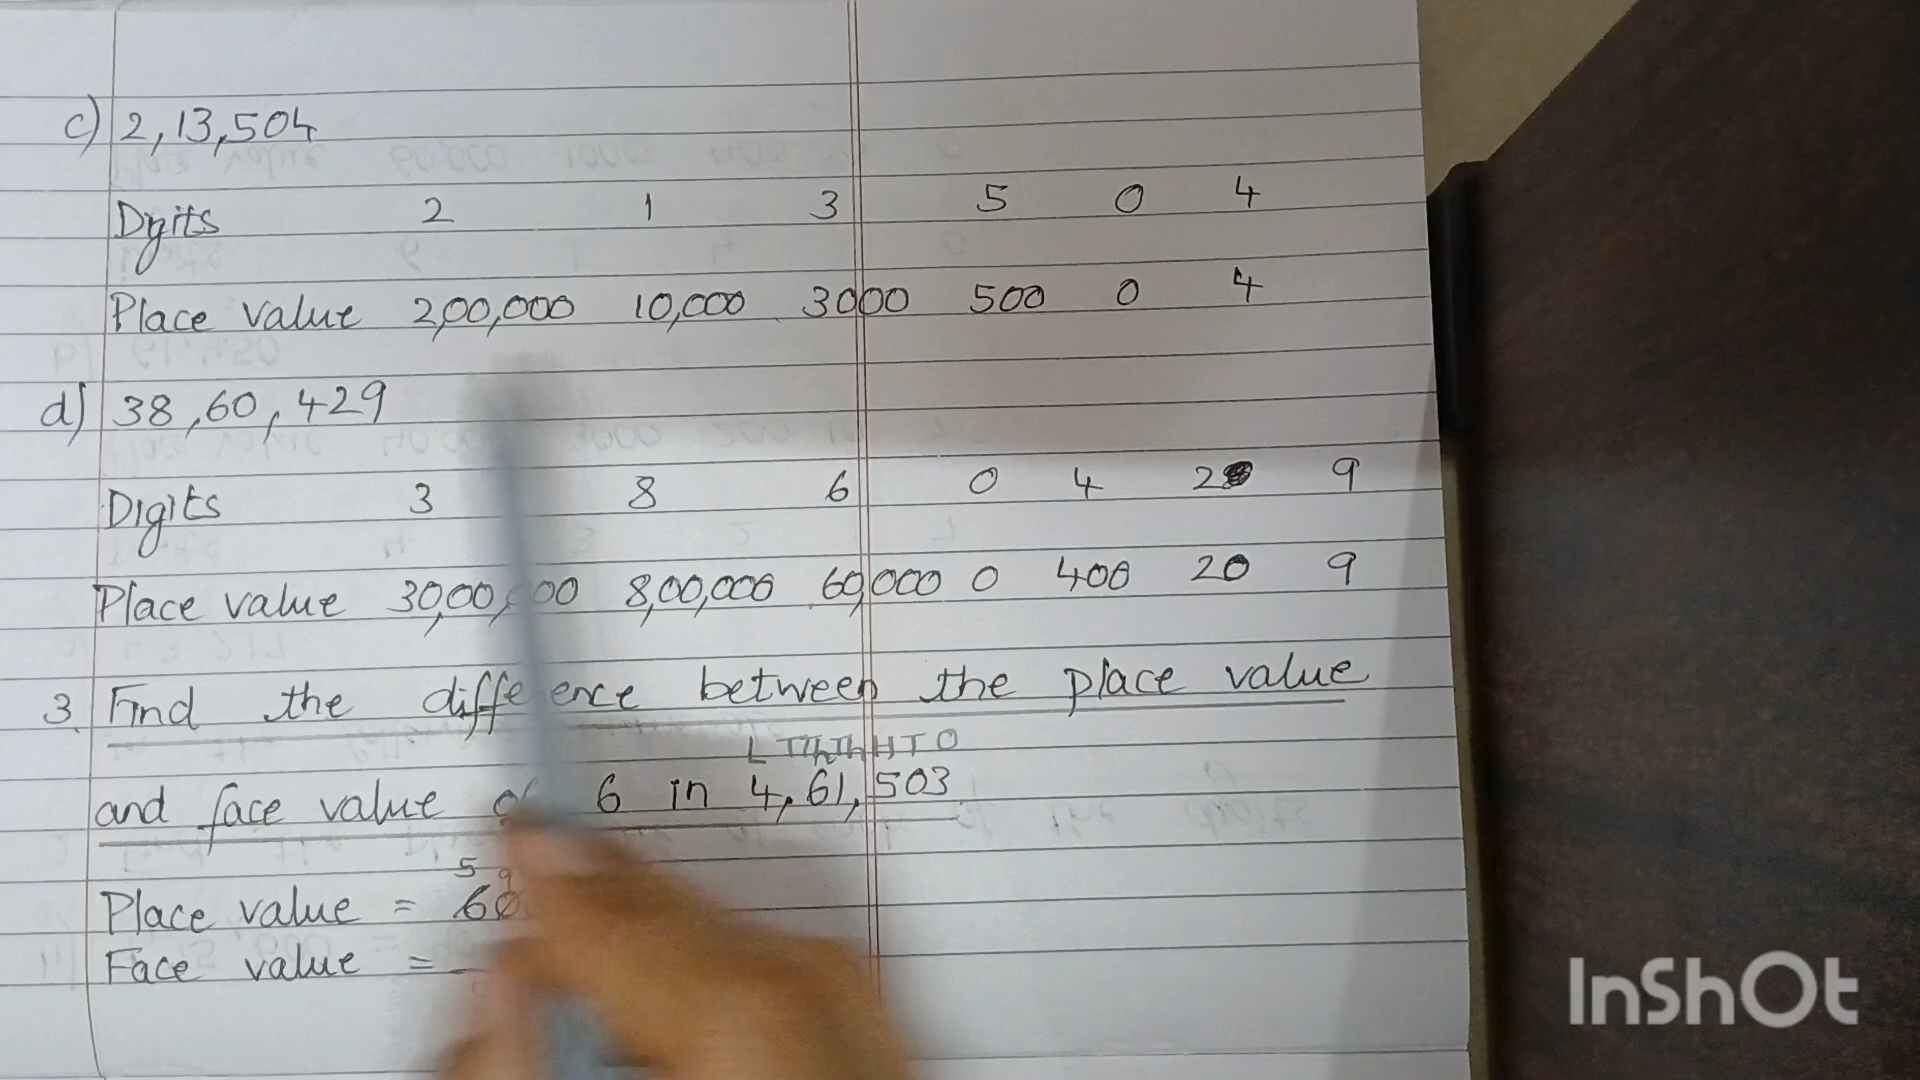 c) 2,13,504
Digits 2 1 3 5 0 4
Place value 2,00,000 10,000 3000 500 0 4
d) 38,60,429
Digits 3 8 6 0 4 2 9
Place value 8,00,000 60,000 0 400 20 9
3. Find the difference between the place value
L TTh Th H T O
and face value of 6 in 4,61,503
5 9
Place value =
Face value =
InShOt